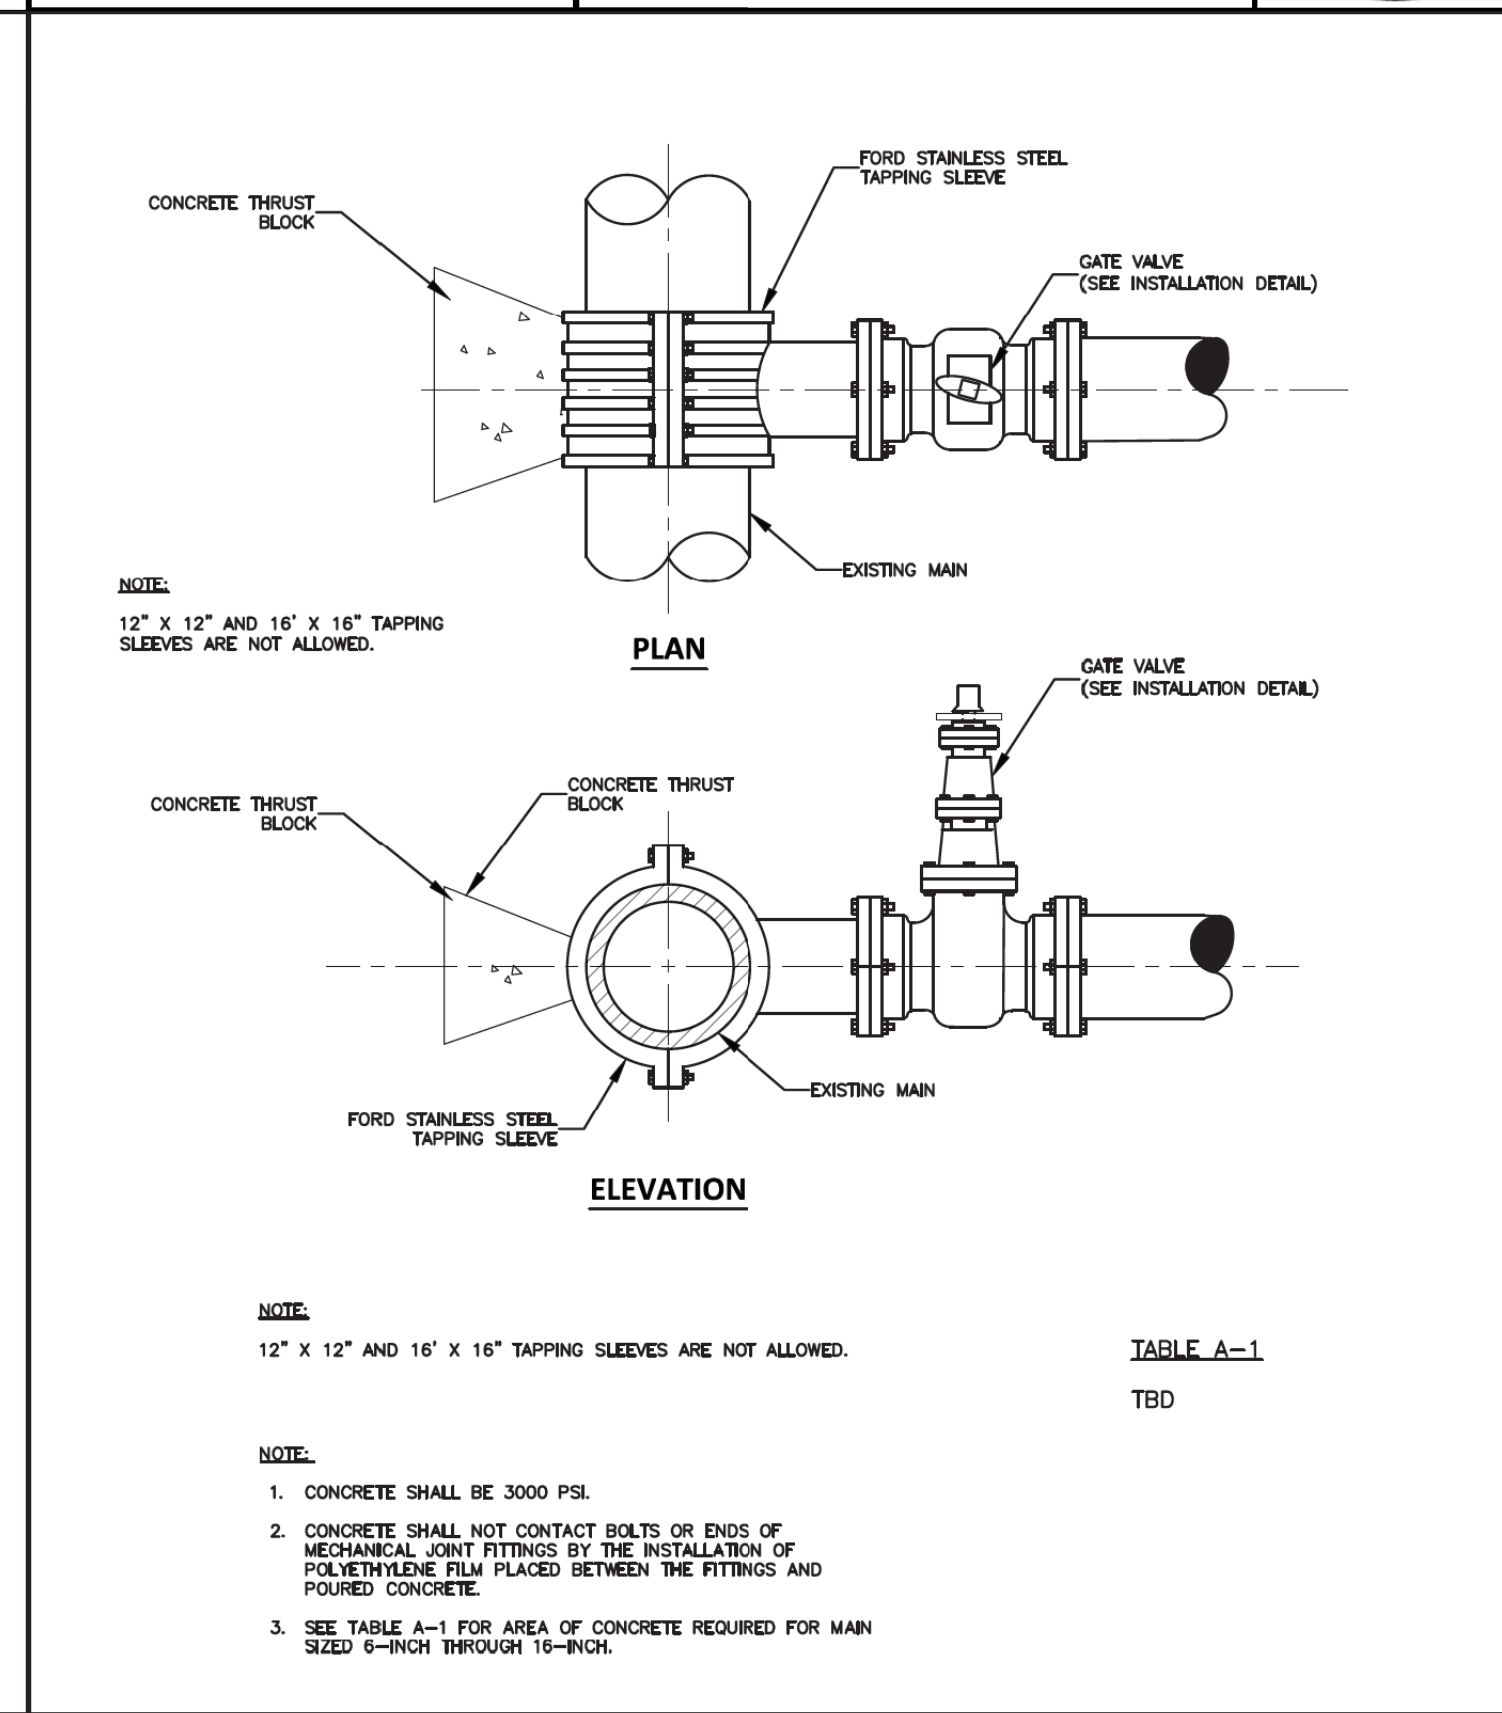 CONCRETE THRUST
BLOCK
FORD STAINLESS STEEL
TAPPING SLEEVE
GATE VALVE
(SEE INSTALLATION DETAIL)
EXISTING MAIN
NOTE:
12" X 12" AND 16' X 16" TAPPING
SLEEVES ARE NOT ALLOWED.
PLAN
GATE VALVE
(SEE INSTALLATION DETAIL)
CONCRETE THRUST
BLOCK
CONCRETE THRUST
BLOCK
EXISTING MAIN
FORD STAINLESS STEEL
TAPPING SLEEVE
ELEVATION
NOTE:
12" X 12" AND 16' X 16" TAPPING SLEEVES ARE NOT ALLOWED.
TABLE A-1
TBD
NOTE:
1. CONCRETE SHALL BE 3000 PSI.
2. CONCRETE SHALL NOT CONTACT BOLTS OR ENDS OF
MECHANICAL JOINT FITTINGS BY THE INSTALLATION OF
POLYETHYLENE FILM PLACED BETWEEN THE FITTINGS AND
POURED CONCRETE.
3. SEE TABLE A-1 FOR AREA OF CONCRETE REQUIRED FOR MAIN
SIZED 6-INCH THROUGH 16-INCH.